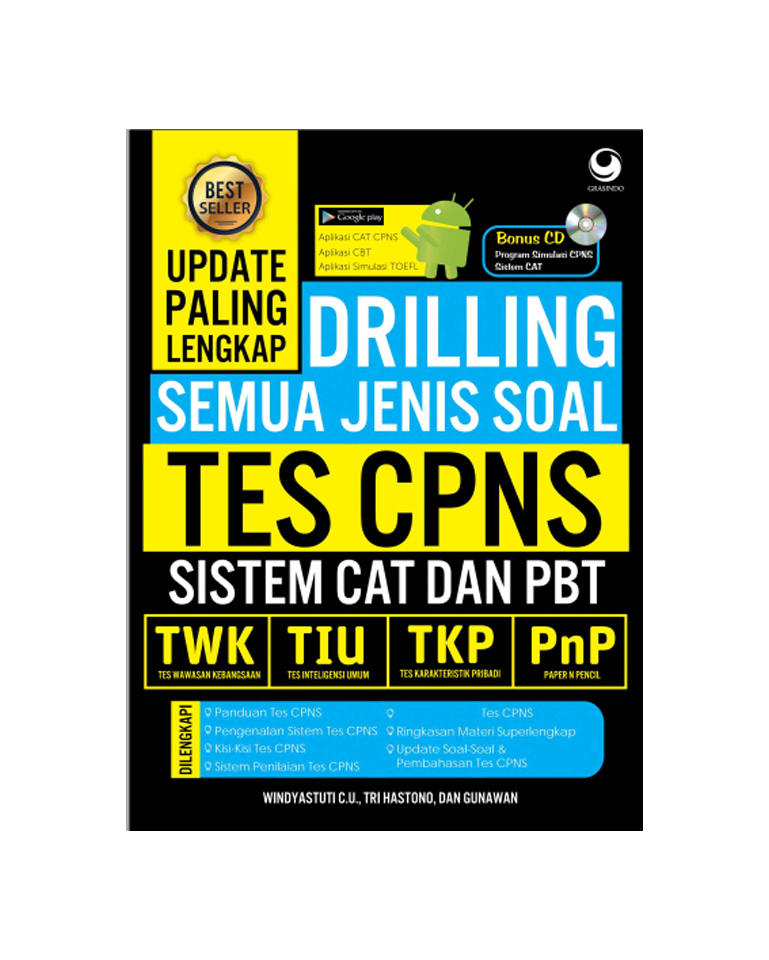 BEST
SELLER
UPDATE
PALING
LENGKAP
Google play
Aplikasi CAT CPNS
Aplikasi CBT
Aplikasi Simulasi TOEFL
Bonus CD
Program Simulasi CPNS
Sistem CAT
GRASINDO
DRILLING
SEMUA JENIS SOAL
TES CPNS
SISTEM CAT DAN PBT
TWK
TES WAWASAN KEBANGSAAN
TIU
TES INTELIGENSI UMUM
TKP
TES KARAKTERISTIK PRIBADI
PnP
PAPER N PENCIL
DILENGKAPI
Panduan Tes CPNS
Pengenalan Sistem Tes CPNS
Kisi-Kisi Tes CPNS
Sistem Penilaian Tes CPNS
Tes CPNS
Ringkasan Materi Superlengkap
Update Soal-Soal &
Pembahasan Tes CPNS
WINDYASTUTI C.U., TRI HASTONO, DAN GUNAWAN